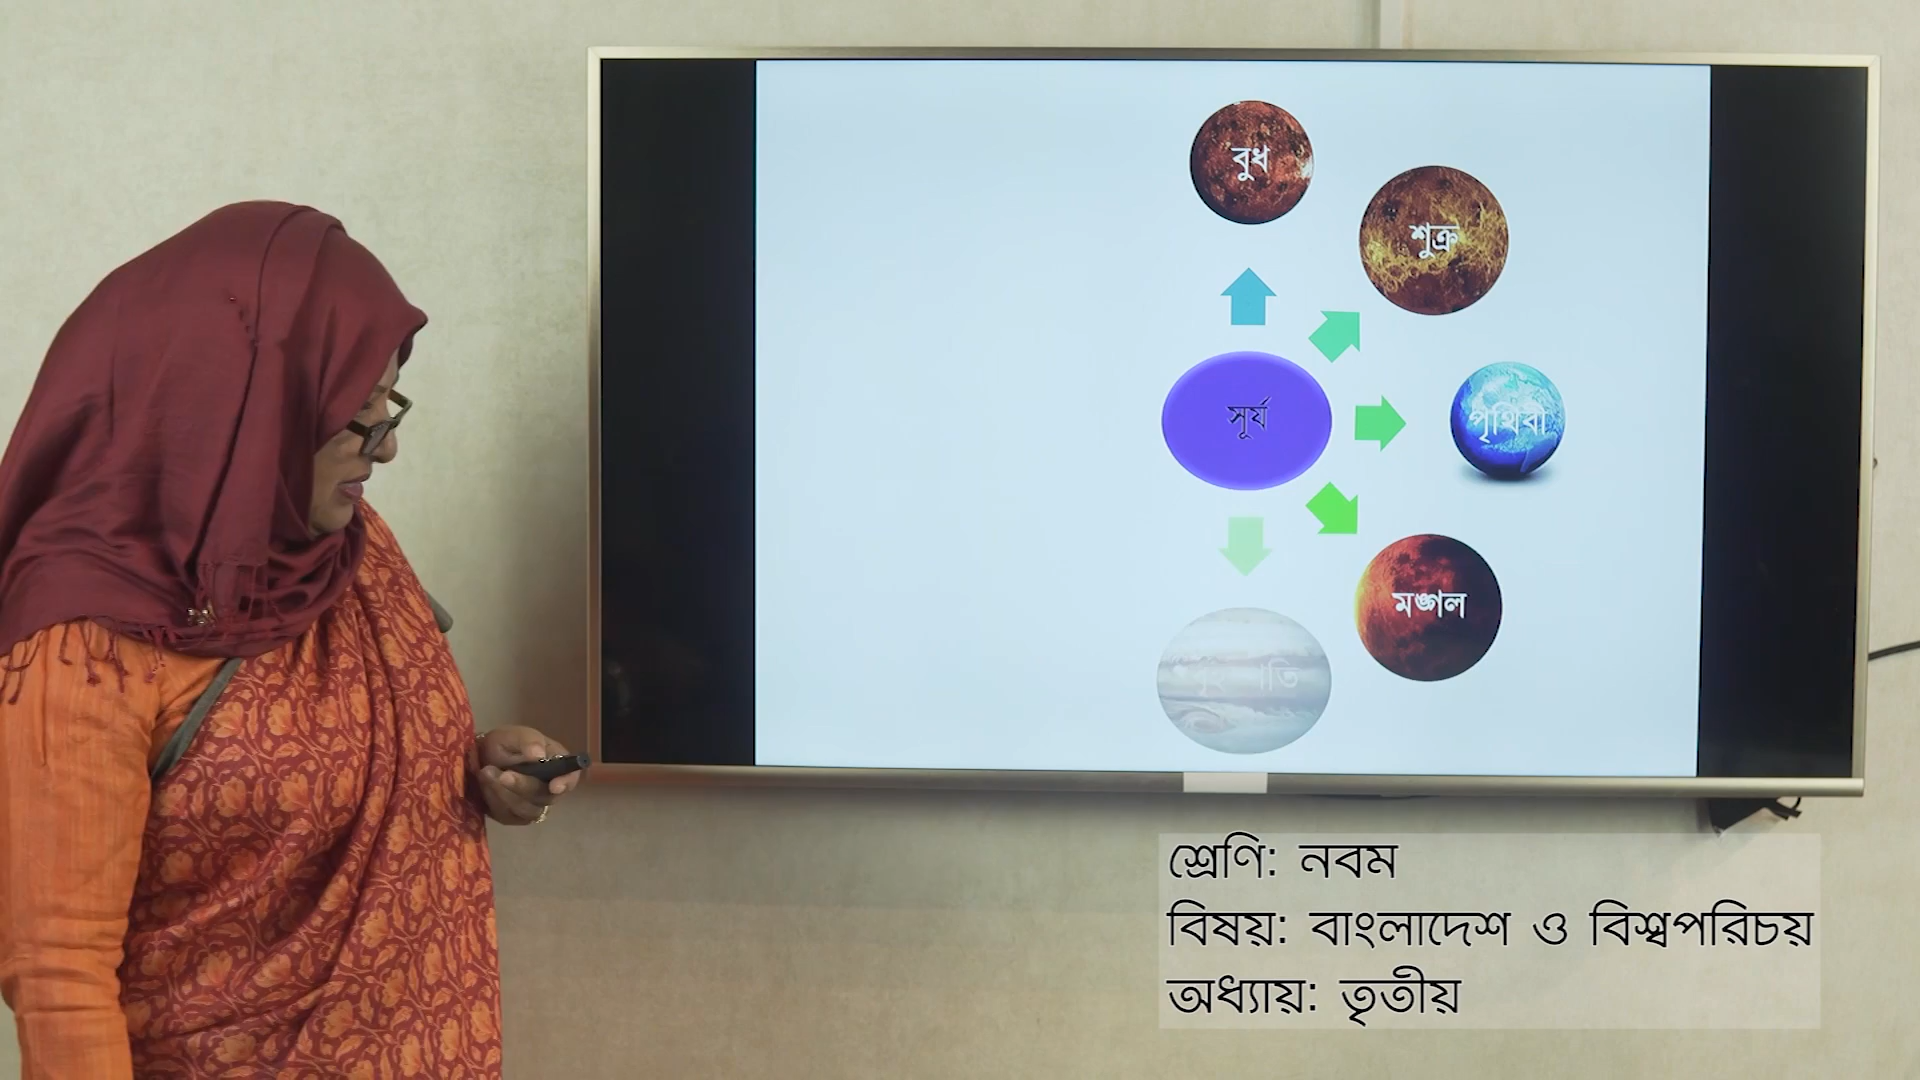 বুধ
শুক্র
সূর্য
পৃথিবী
মঙ্গল
শ্রেণি: নবম
বিষয়: বাংলাদেশ ও বিশ্বপরিচয়
অধ্যায়: তৃতীয়